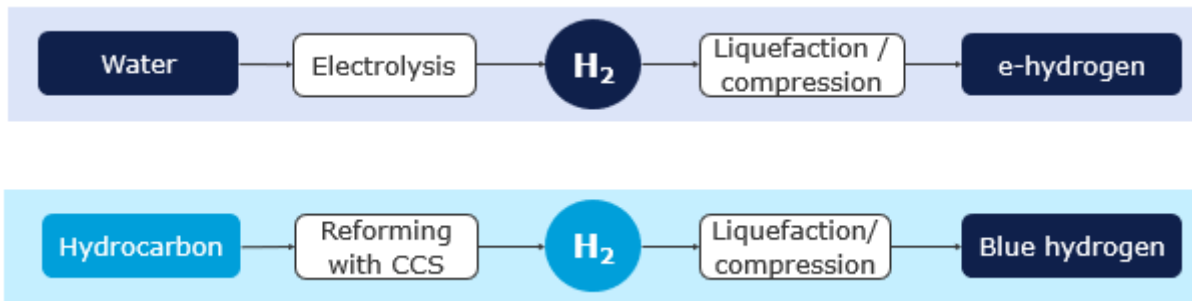 Water
Electrolysis
H₂
Liquefaction /
compression
e-hydrogen
Hydrocarbon
Reforming
with CCS
H₂
Liquefaction/
compression
Blue hydrogen